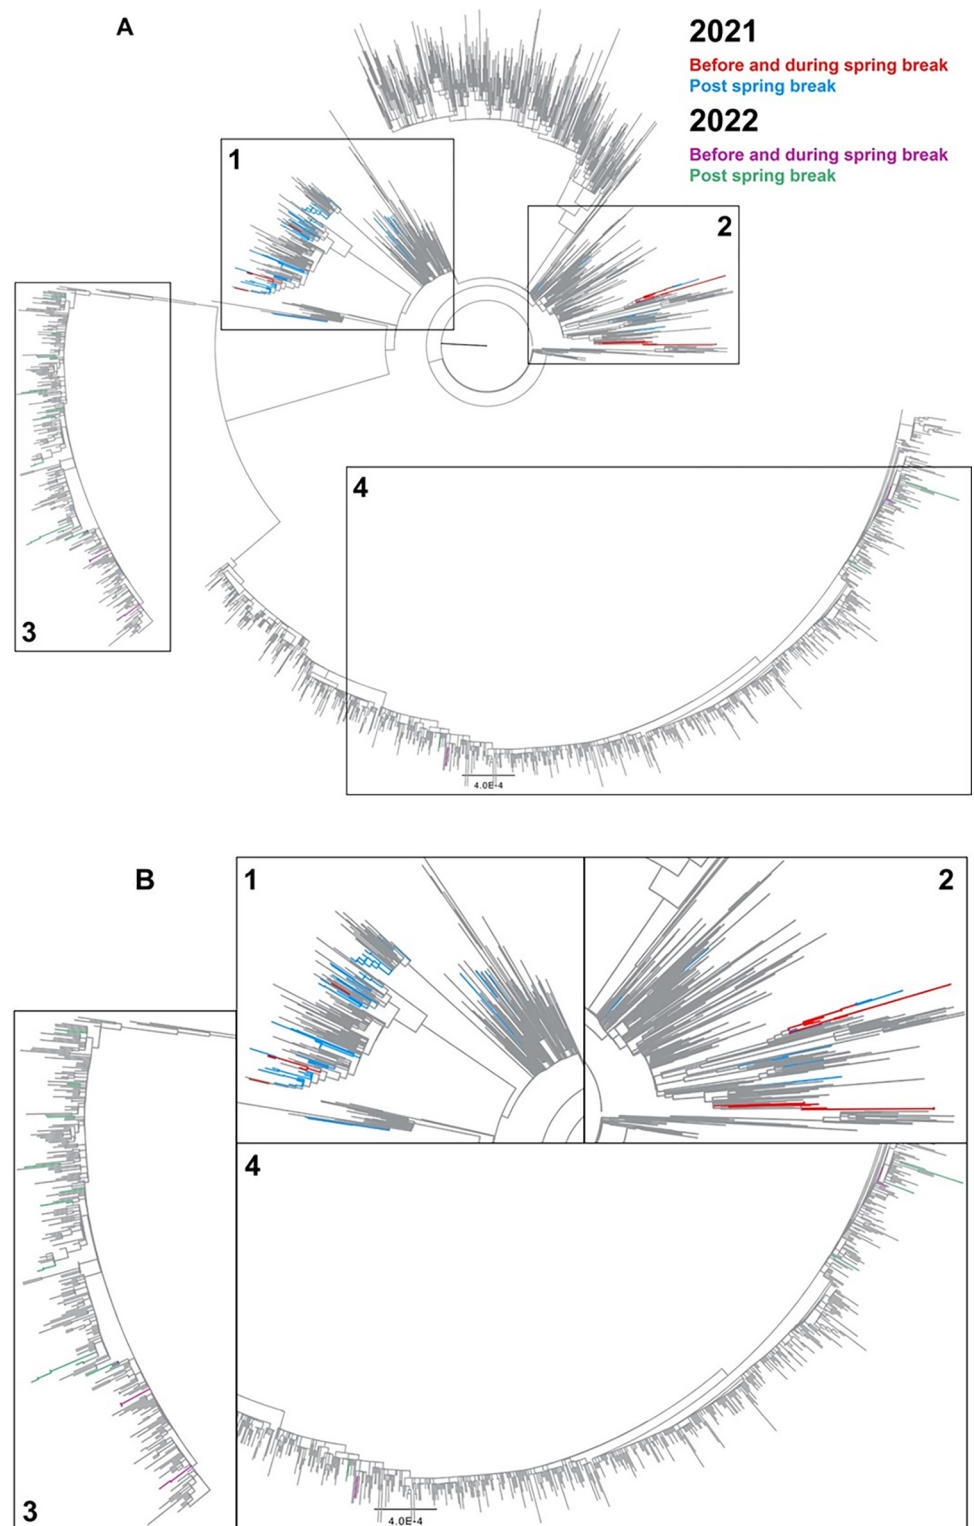 A
2021
Before and during spring break
Post spring break
2022
Before and during spring break
Post spring break
1
2
3
4
4.0E-4
B
1
2
3
4
4.0E-4